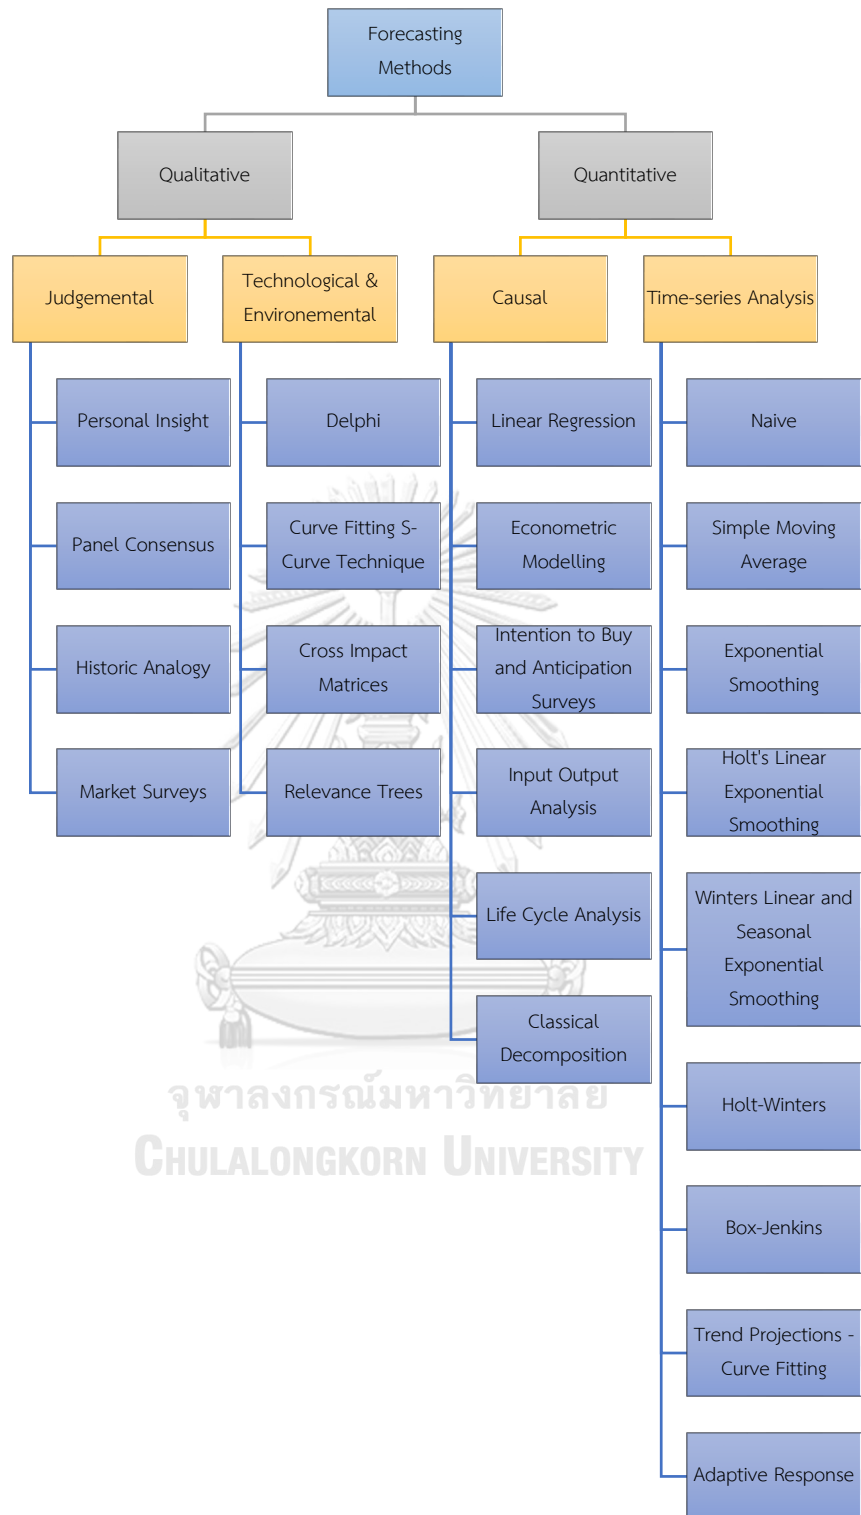 Forecasting
Methods
Qualitative
Quantitative
Judgemental
Technological &
Environemental
Causal
Time-series Analysis
Personal Insight
Panel Consensus
Historic Analogy
Market Surveys
Delphi
Curve Fitting S-
Curve Technique
Cross Impact
Matrices
Relevance Trees
Linear Regression
Econometric
Modelling
Intention to Buy
and Anticipation
Surveys
Input Output
Analysis
Life Cycle Analysis
Classical
Decomposition
Naive
Simple Moving
Average
Exponential
Smoothing
Holt's Linear
Exponential
Smoothing
Winters Linear and
Seasonal
Exponential
Smoothing
Holt-Winters
Box-Jenkins
Trend Projections -
Curve Fitting
Adaptive Response
จุฬาลงกรณ์มหาวิทยาลัย
CHULALONGKORN UNIVERSITY